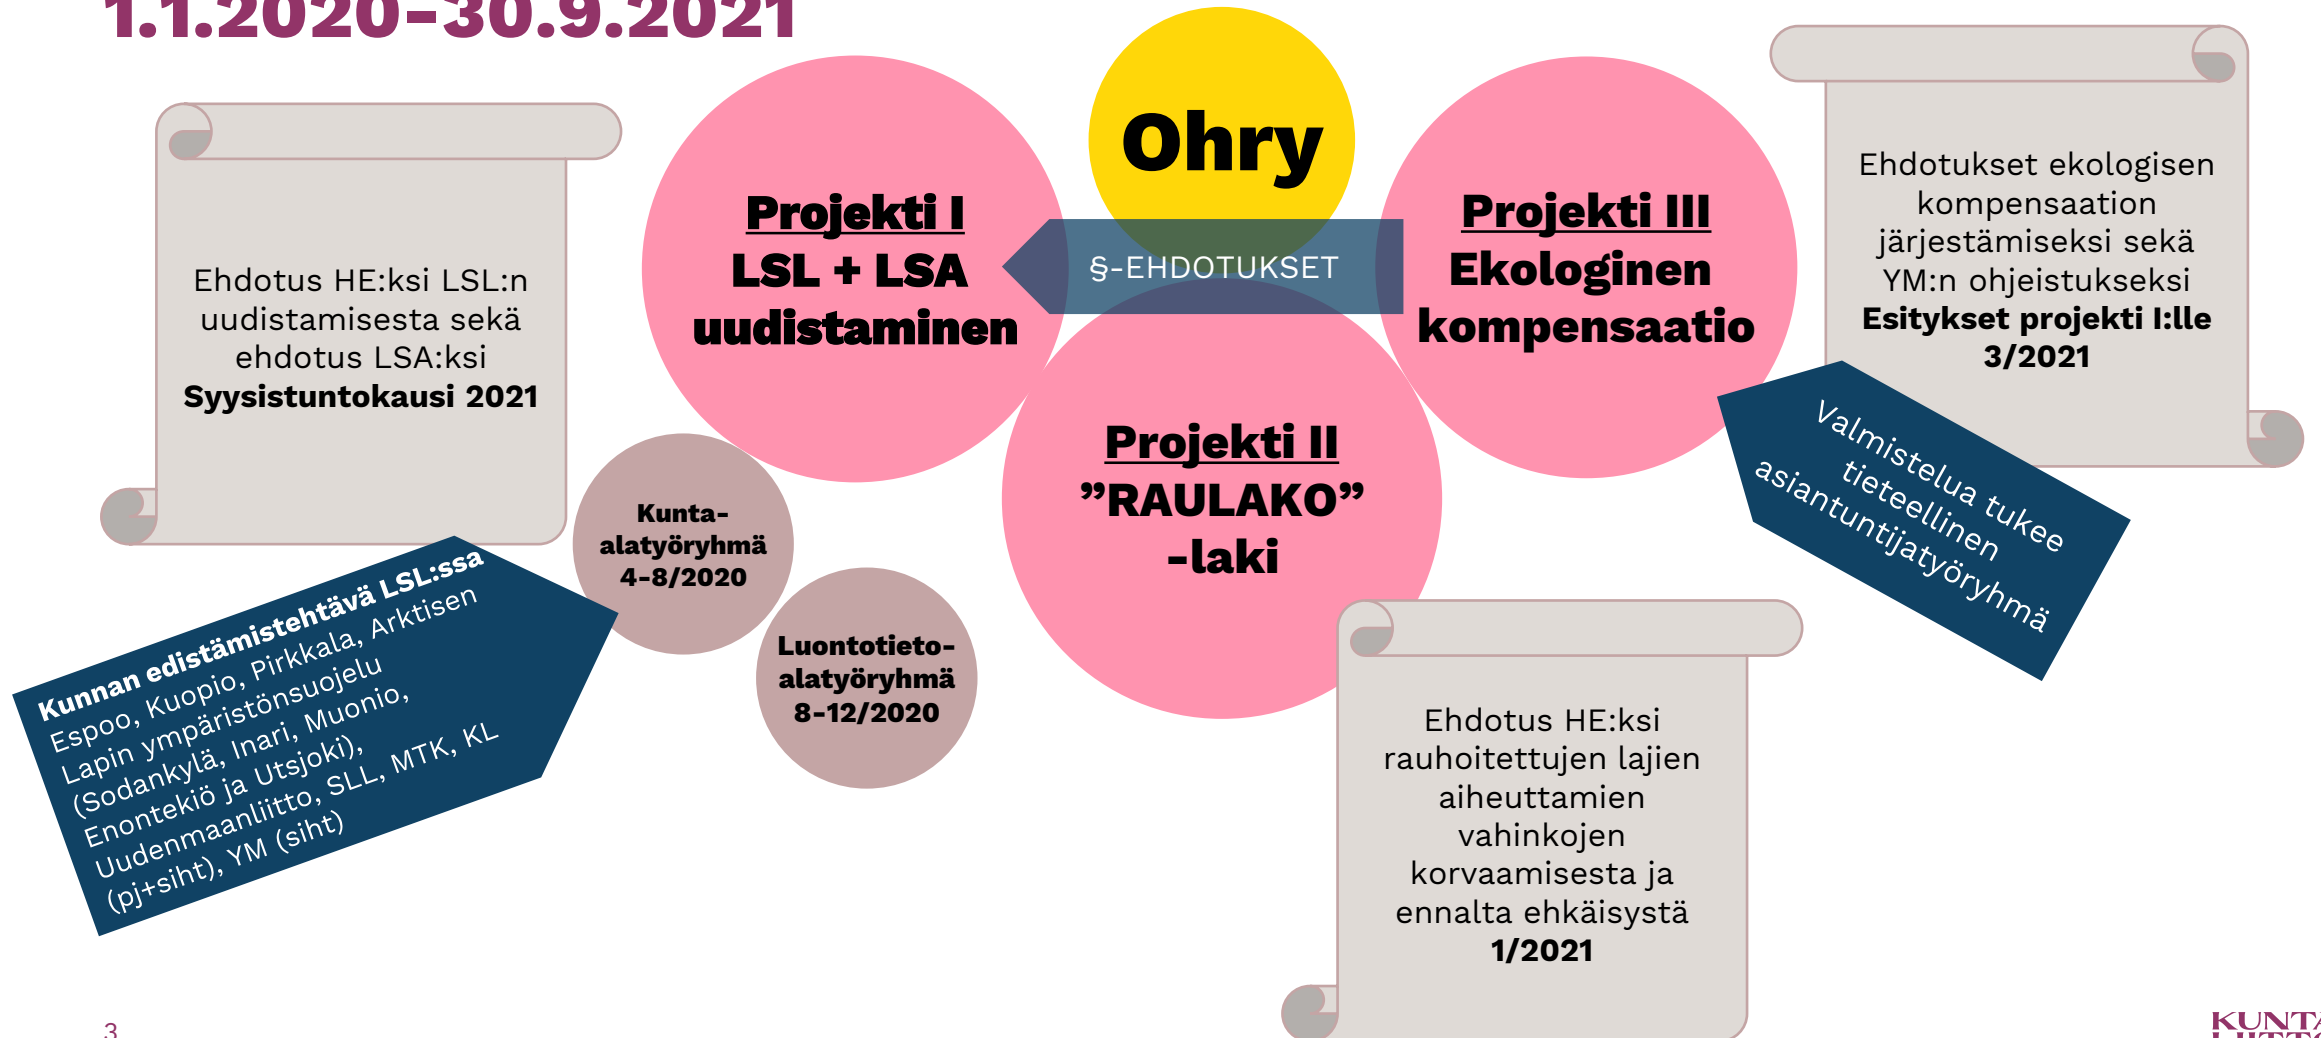 1.1.2020-30.9.2021
Ehdotus HE:ksi LSL:n
uudistamisesta sekä
ehdotus LSA:ksi
Syysistuntokausi 2021
Projekti I
LSL + LSA
uudistaminen
Ohry
§-EHDOTUKSET
Projekti III
Ekologinen
kompensaatio
Ehdotukset ekologisen
kompensaation
järjestämiseksi sekä
YM:n ohjeistukseksi
Esitykset projekti I:lle
3/2021
Valmistelua tukee
tieteellinen
asiantuntijatyöryhmä
Projekti II
”RAULAKO”
-laki
Kunta-
alatyöryhmä
4-8/2020
Luontotieto-
alatyöryhmä
8-12/2020
Kunnan edistämistehtävä LSL:ssa
Espoo, Kuopio, Pirkkala, Arktisen
Lapin ympäristönsuojelu
(Sodankylä, Inari, Muonio,
Enontekiö ja Utsjoki),
Uudenmaanliitto, SLL, MTK, KL
(pj+siht), YM (siht)
Ehdotus HE:ksi
rauhoitettujen lajien
aiheuttamien
vahinkojen
korvaamisesta ja
ennalta ehkäisystä
1/2021
3
KUNTA
LIITTO